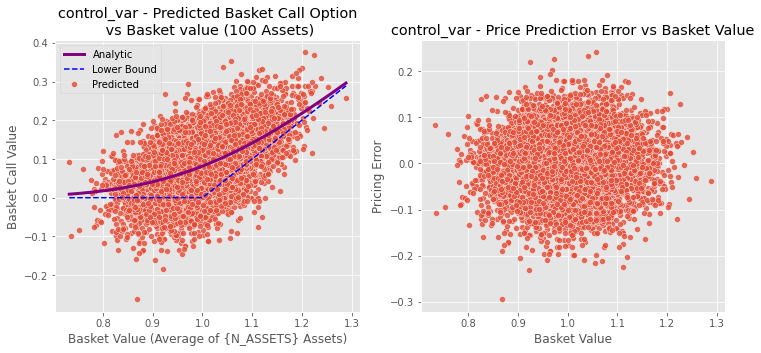 control_var - Predicted Basket Call Option
vs Basket value (100 Assets)
Analytic
Lower Bound
Predicted
Basket Call Value
0.4
0.3
0.2
0.1
0.0
−0.1
−0.2
0.8
0.9
1.0
1.1
1.2
1.3
Basket Value (Average of {N_ASSETS} Assets)
control_var - Price Prediction Error vs Basket Value
Pricing Error
0.2
0.1
0.0
−0.1
−0.2
−0.3
0.8
0.9
1.0
1.1
1.2
1.3
Basket Value